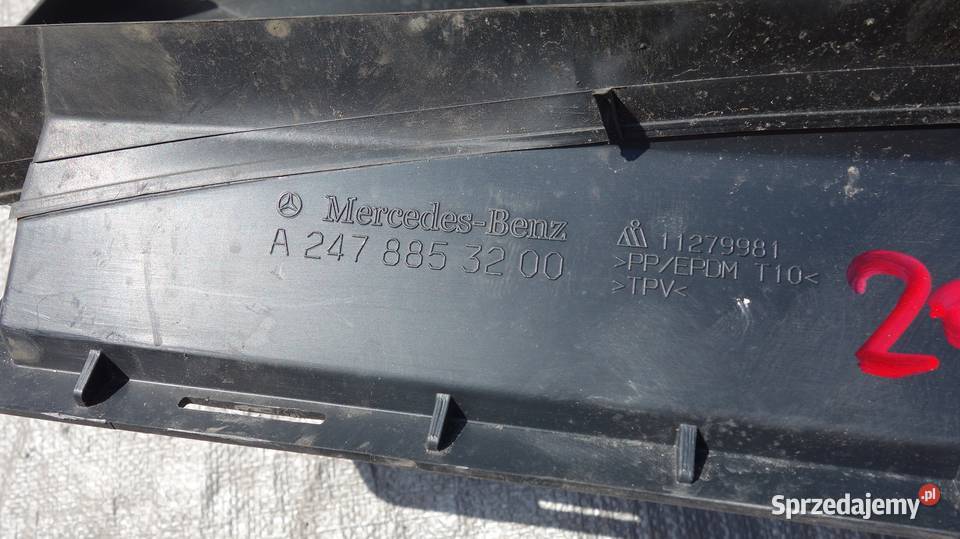 Mercedes-Benz
A 247 885 32 00
11279981
>PP/EPDM T10<
>TPV<
Sprzedajemy.pl